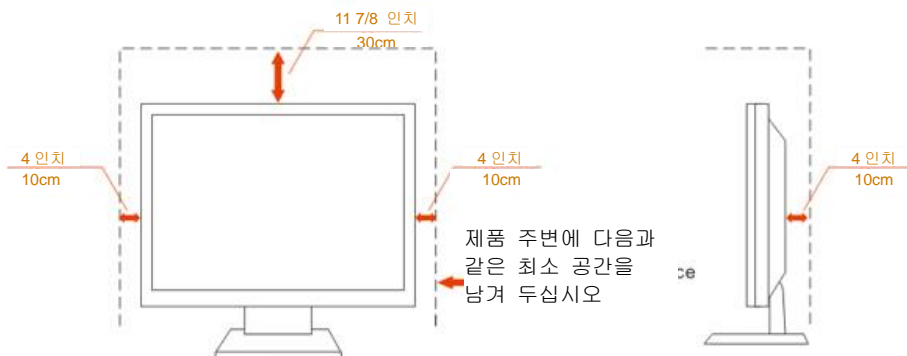 11 7/8 인치
30cm
4 인치
10cm
4 인치
10cm
4 인치
10cm
제품 주변에 다음과
같은 최소 공간을
남겨 두십시오